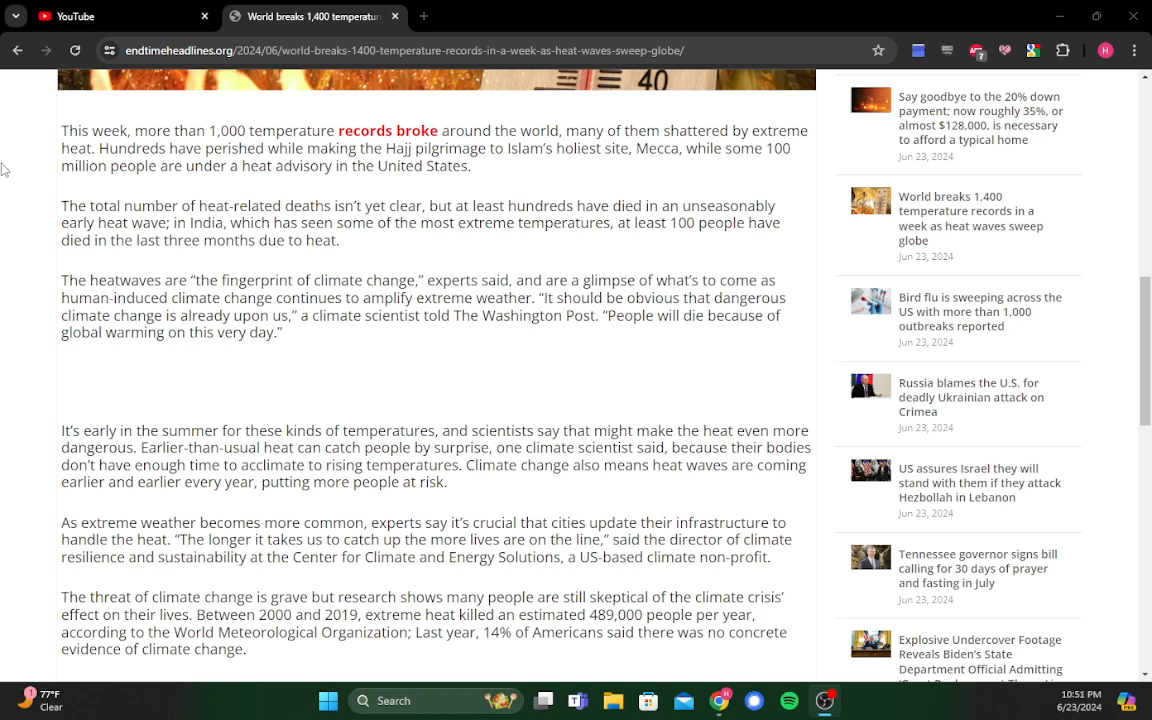 YouTube
World breaks 1,400 temperatur
endtimeheadlines.org/2024/06/world-breaks-1400-temperature-records-in-a-week-as-heat-waves-sweep-globe/
7
H
40
This week, more than 1,000 temperature records broke around the world, many of them shattered by extreme
heat. Hundreds have perished while making the Hajj pilgrimage to Islam's holiest site, Mecca, while some 100
million people are under a heat advisory in the United States.
The total number of heat-related deaths isn't yet clear, but at least hundreds have died in an unseasonably
early heat wave; in India, which has seen some of the most extreme temperatures, at least 100 people have
died in the last three months due to heat.
The heatwaves are “the fingerprint of climate change,” experts said, and are a glimpse of what's to come as
human-induced climate change continues to amplify extreme weather. “It should be obvious that dangerous
climate change is already upon us,” a climate scientist told The Washington Post. “People will die because of
global warming on this very day.”
It's early in the summer for these kinds of temperatures, and scientists say that might make the heat even more
dangerous. Earlier-than-usual heat can catch people by surprise, one climate scientist said, because their bodies
don't have enough time to acclimate to rising temperatures. Climate change also means heat waves are coming
earlier and earlier every year, putting more people at risk.
As extreme weather becomes more common, experts say it's crucial that cities update their infrastructure to
handle the heat. “The longer it takes us to catch up the more lives are on the line,” said the director of climate
resilience and sustainability at the Center for Climate and Energy Solutions, a US-based climate non-profit.
The threat of climate change is grave but research shows many people are still skeptical of the climate crisis'
effect on their lives. Between 2000 and 2019, extreme heat killed an estimated 489,000 people per year,
according to the World Meteorological Organization; Last year, 14% of Americans said there was no concrete
evidence of climate change.
Say goodbye to the 20% down
payment; now roughly 35%, or
almost $128,000, is necessary
to afford a typical home
Jun 23, 2024
World breaks 1,400
temperature records in a
week as heat waves sweep
globe
Jun 23, 2024
Bird flu is sweeping across the
US with more than 1,000
outbreaks reported
Jun 23, 2024
Russia blames the U.S. for
deadly Ukrainian attack on
Crimea
Jun 23, 2024
US assures Israel they will
stand with them if they attack
Hezbollah in Lebanon
Jun 23, 2024
Tennessee governor signs bill
calling for 30 days of prayer
and fasting in July
Jun 23, 2024
Explosive Undercover Footage
Reveals Biden's State
Department Official Admitting
1
77°F
Clear
Search
10:51 PM
6/23/2024